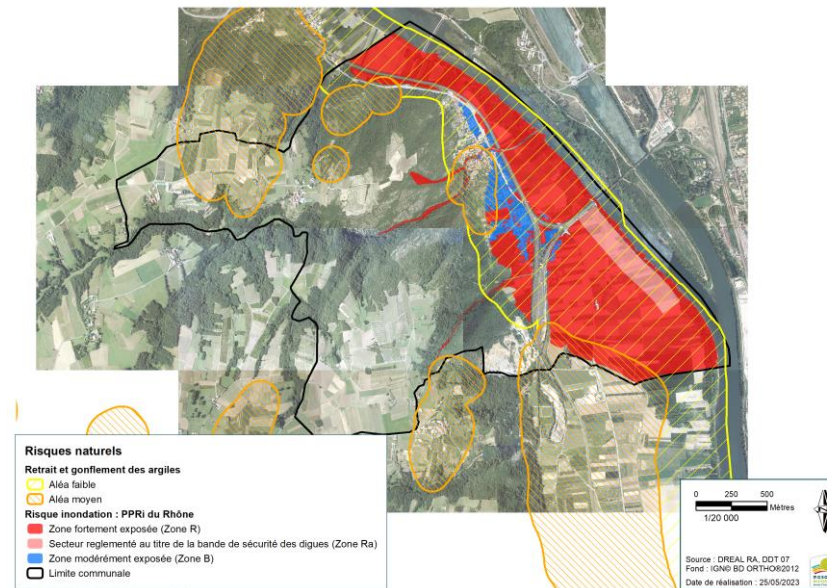 Risques naturels
Retrait et gonflement des argiles
Aléa faible
Aléa moyen
Risque inondation : PPRi du Rhône
Zone fortement exposée (Zone R)
Secteur reglementé au titre de la bande de sécurité des digues (Zone Ra)
Zone modérément exposée (Zone B)
Limite communale
0 250 500
Mètres
1/20 000
Source : DREAL RA, DDT 07
Fond : IGN® BD ORTHO®2012
Date de réalisation : 25/05/2023